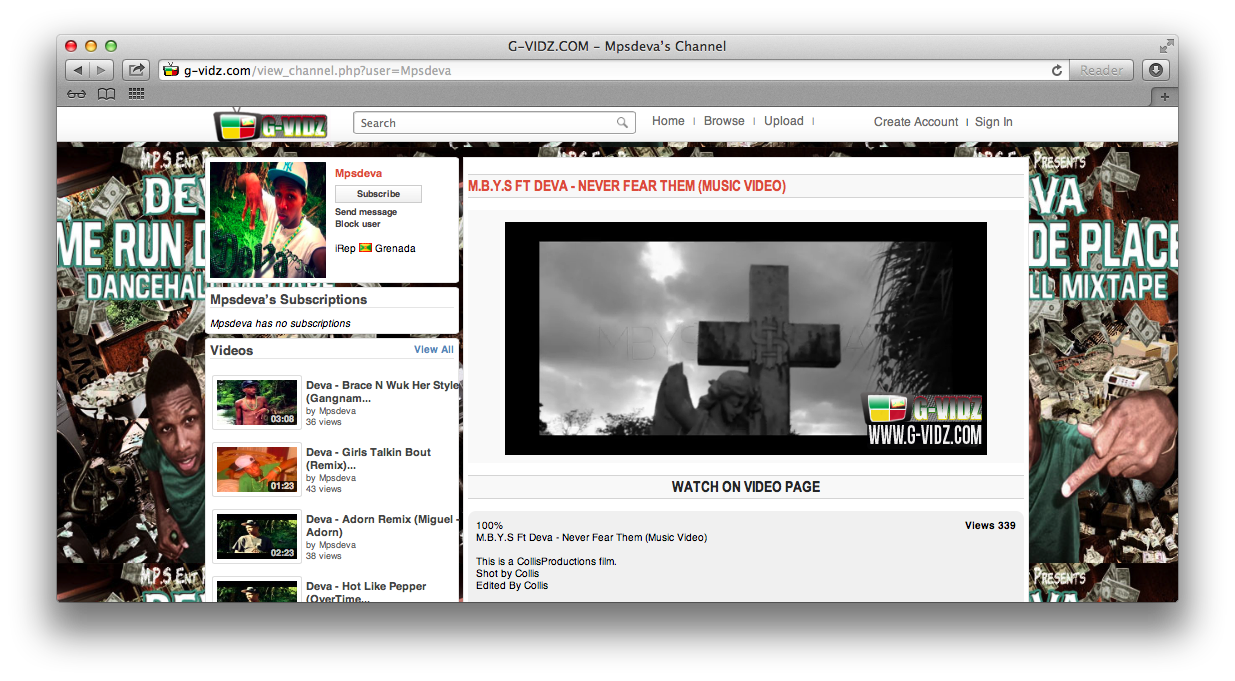 G-VIDZ.COM – Mpsdeva's Channel
g-vidz.com/view_channel.php?user=Mpsdeva
Reader
G-VIDZ
Search
Home
Browse
Upload
Create Account
Sign In
M.P.S. Ent Presents
ME RUN D
DE PLACE
DANCEHALL MIXTAPE
LL MIXTAPE
Mpsdeva
Subscribe
Send message
Block user
iRep Grenada
Mpsdeva's Subscriptions
Mpsdeva has no subscriptions
Videos
View All
Deva - Brace N Wuk Her Style
(Gangnam...
by Mpsdeva
36 views
03:08
Deva - Girls Talkin Bout
(Remix)...
by Mpsdeva
43 views
01:23
Deva - Adorn Remix (Miguel -
Adorn)
by Mpsdeva
38 views
02:23
Deva - Hot Like Pepper
(OverTime...
M.B.Y.S FT DEVA - NEVER FEAR THEM (MUSIC VIDEO)
G-VIDZ
WWW.G-VIDZ.COM
WATCH ON VIDEO PAGE
100%
Views 339
M.B.Y.S Ft Deva - Never Fear Them (Music Video)
This is a CollisProductions film.
Shot by Collis
Edited By Collis